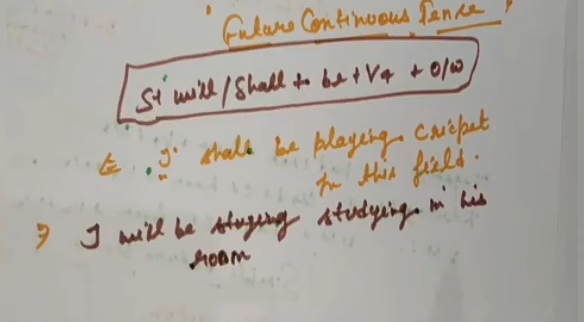 ' Future Continuous Tense '
S+ will / Shall + be + V4 + O/W
I shall be playing cricket
in this field.
⇒ I will be staying studying in his
room